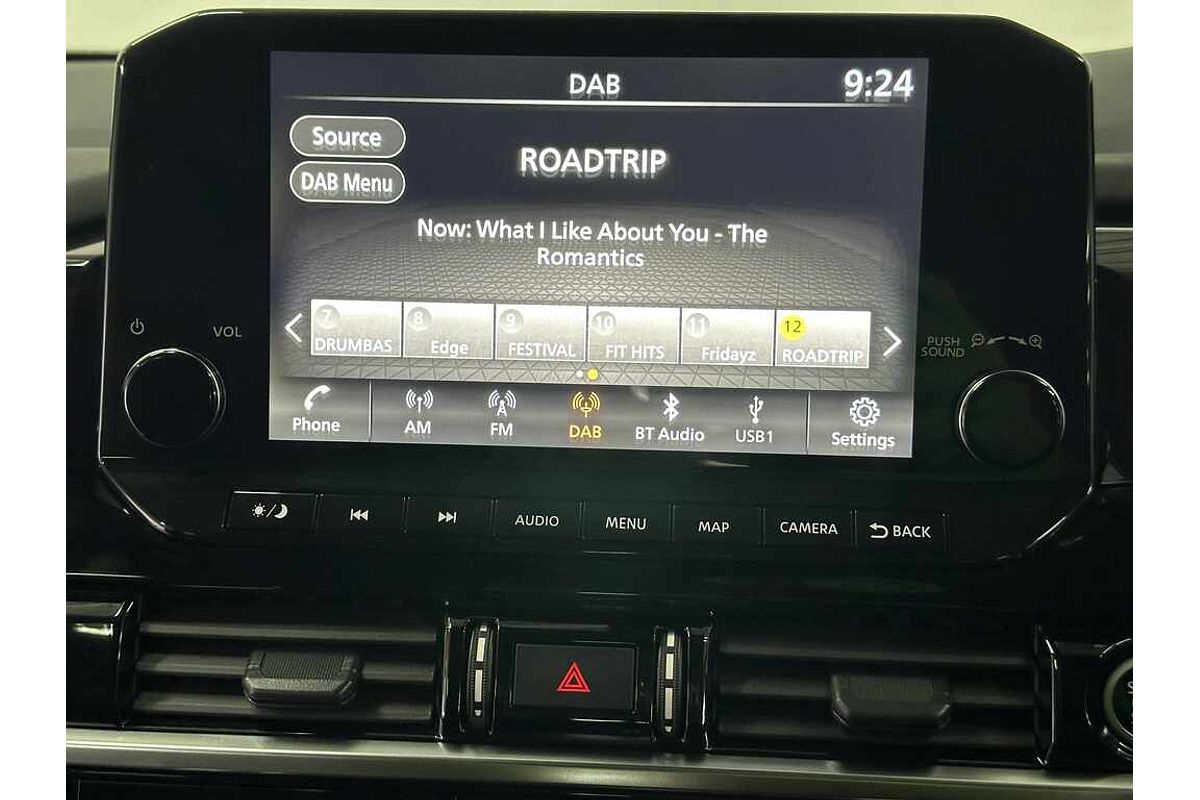 DAB
9:24
Source
ROADTRIP
DAB Menu
Now: What I Like About You - The
Romantics
7 8 9 10 11 12
DRUMBAS Edge FESTIVAL FIT HITS Fridayz ROADTRIP
VOL
PUSH
SOUND
Phone AM FM DAB BT Audio USB1 Settings
AUDIO MENU MAP CAMERA BACK